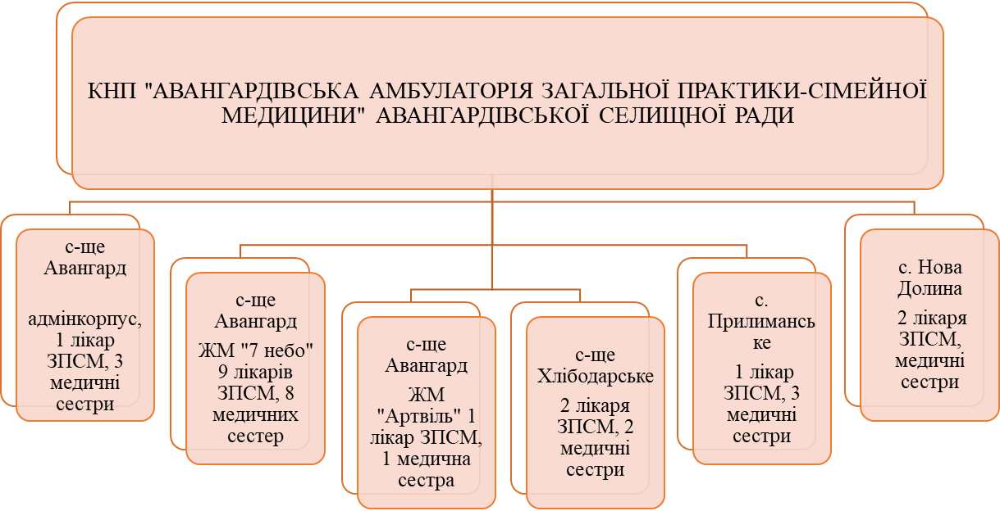 КНП "АВАНГАРДІВСЬКА АМБУЛАТОРІЯ ЗАГАЛЬНОЇ ПРАКТИКИ-СІМЕЙНОЇ
МЕДИЦИНИ" АВАНГАРДІВСЬКОЇ СЕЛИЩНОЇ РАДИ
с-ще
Авангард
адмінкорпус,
1 лікар
ЗПСМ, 3
медичні
сестри
с-ще
Авангард
ЖМ "7 небо"
9 лікарів
ЗПСМ, 8
медичних
сестер
с-ще
Авангард
ЖМ
"Артвіль" 1
лікар ЗПСМ,
1 медична
сестра
с-ще
Хлібодарське
2 лікаря
ЗПСМ, 2
медичні
сестри
с.
Прилимансь
ке
1 лікар
ЗПСМ, 3
медичні
сестри
с. Нова
Долина
2 лікаря
ЗПСМ,
медичні
сестри